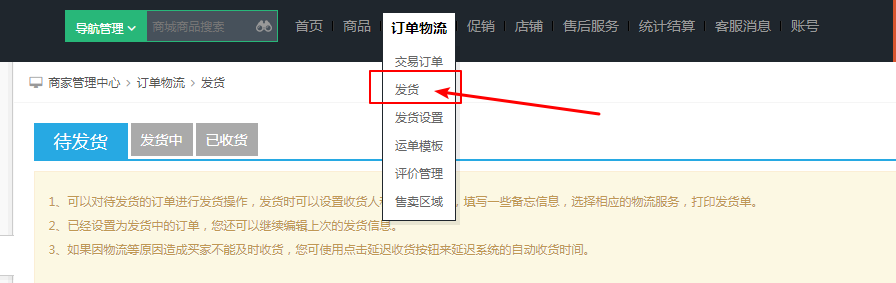 导航管理 商城商品搜索 首页 商品 订单物流 促销 店铺 售后服务 统计结算 客服消息 账号
交易订单
发货
发货设置
运单模板
评价管理
售卖区域
商家管理中心 > 订单物流 > 发货
待发货 发货中 已收货
1、可以对待发货的订单进行发货操作，发货时可以设置收货人 ，填写一些备忘信息，选择相应的物流服务，打印发货单。
2、已经设置为发货中的订单，您还可以继续编辑上次的发货信息。
3、如果因物流等原因造成买家不能及时收货，您可使用点击延迟收货按钮来延迟系统的自动收货时间。